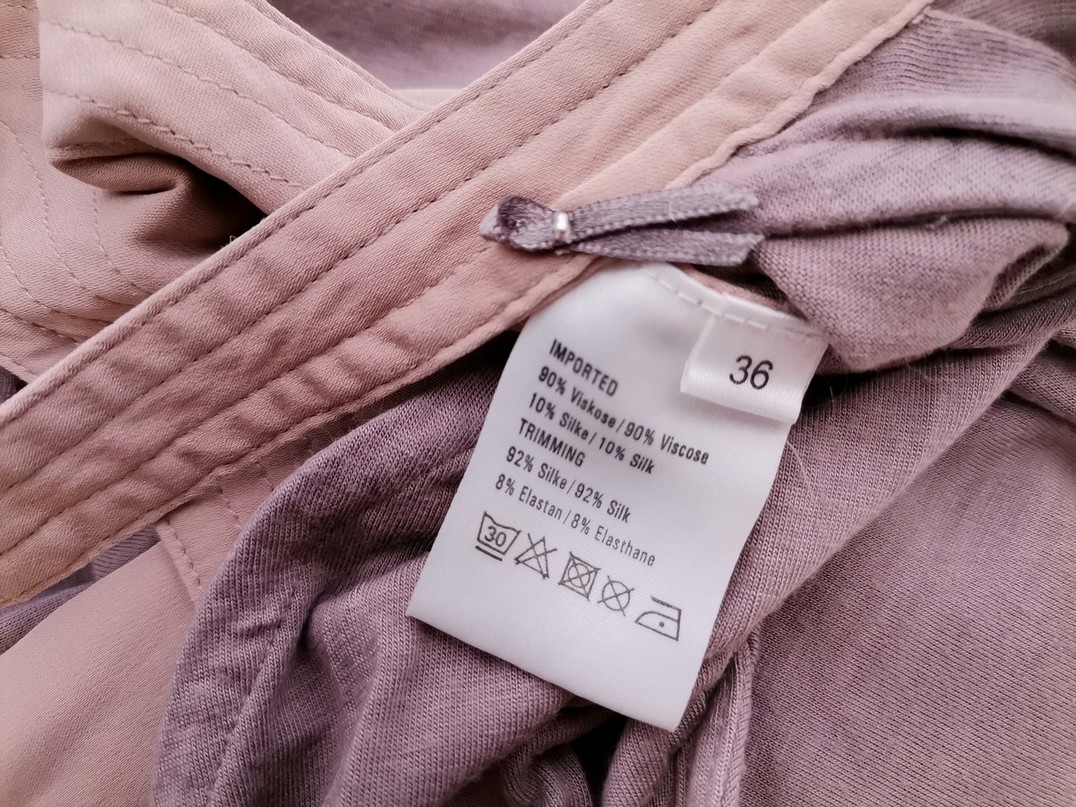 36
IMPORTED
90% Viskose/90% Viscose
10% Silke/10% Silk
TRIMMING
92% Silke/92% Silk
8% Elastan/8% Elasthane
30